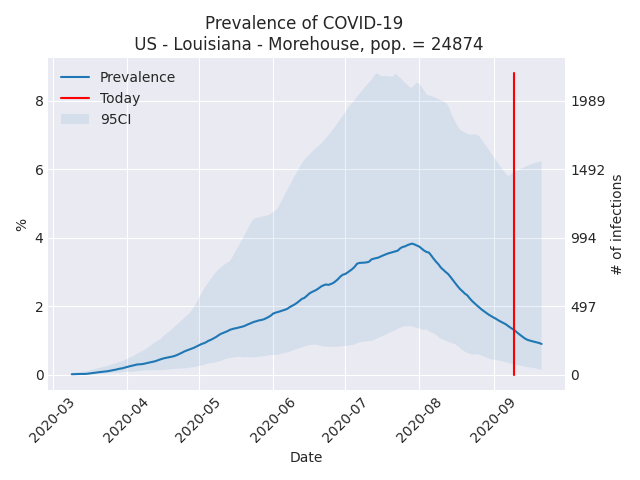 Prevalence of COVID-19
US - Louisiana - Morehouse, pop. = 24874
Prevalence
Today
95CI
%
8
6
4
2
0
1989
1492
994
497
0
# of infections
2020-03
2020-04
2020-05
2020-06
2020-07
2020-08
2020-09
Date